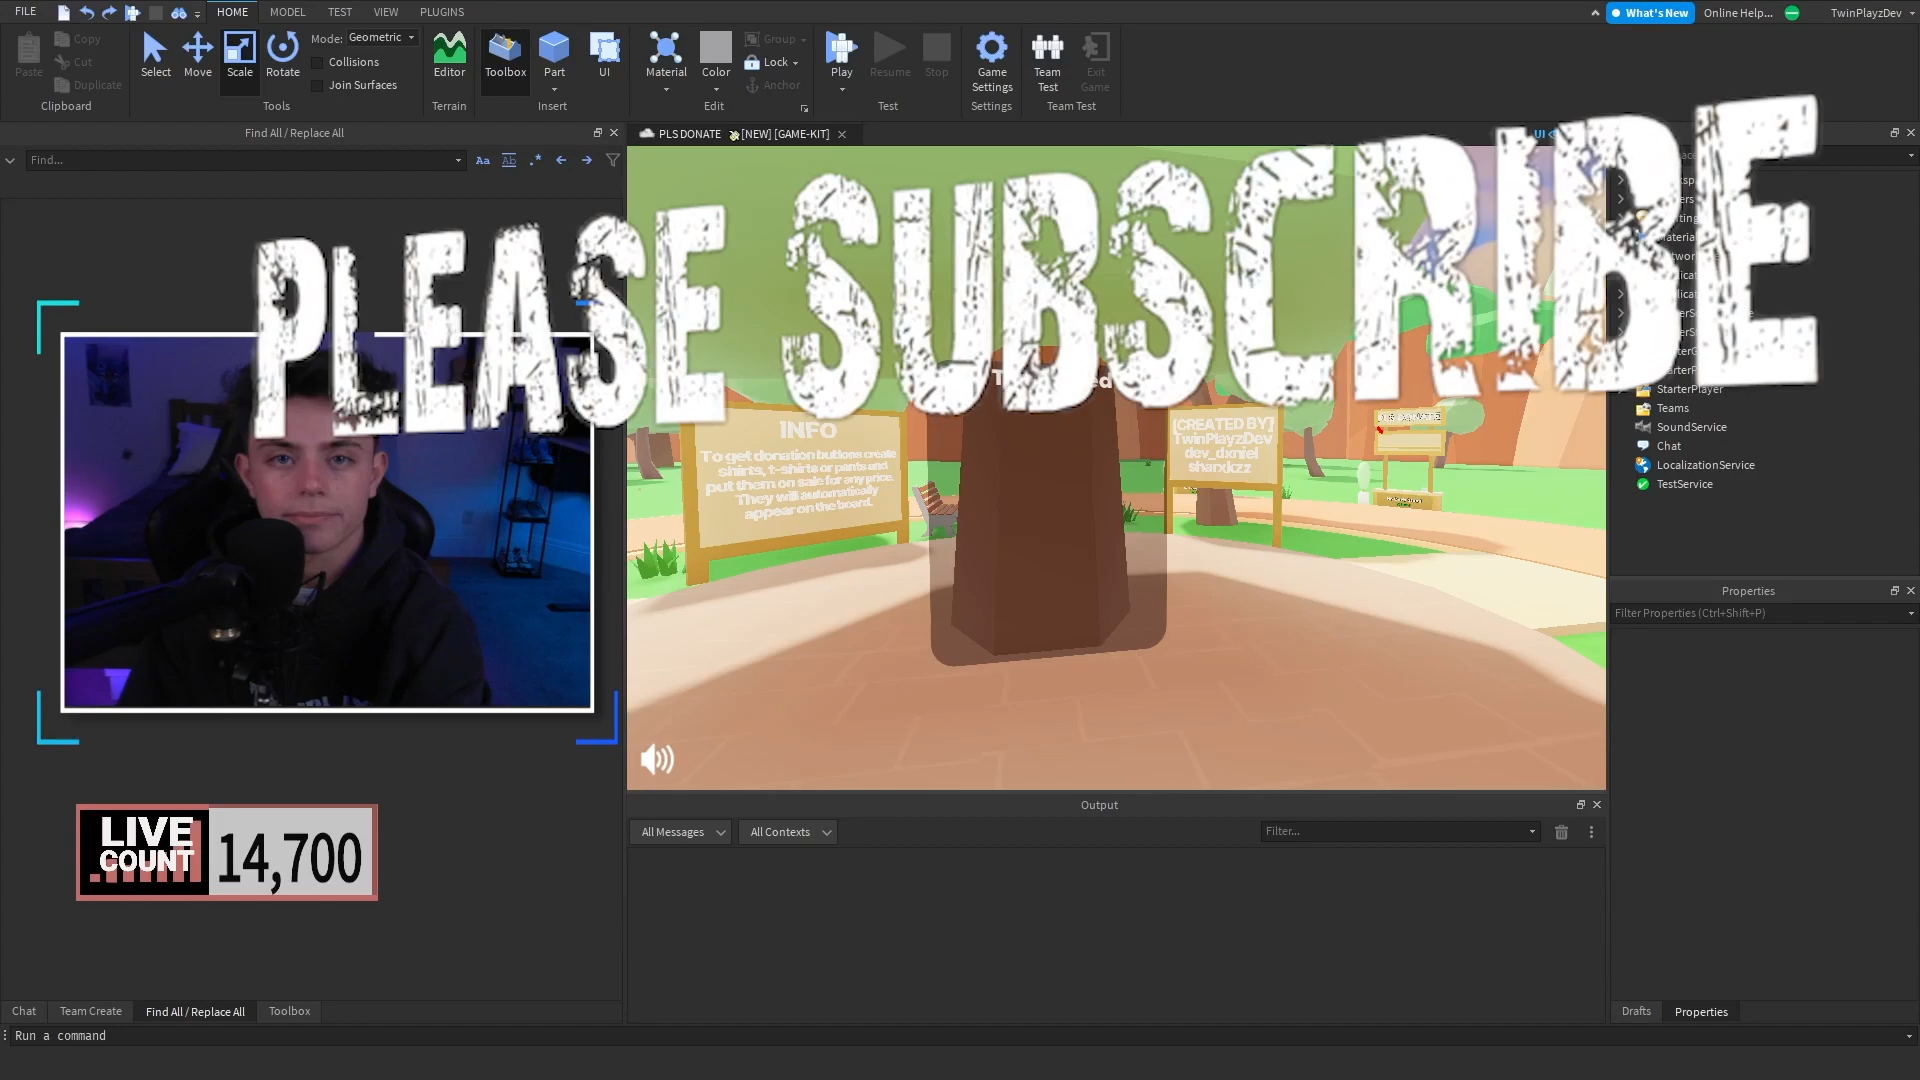 FILE
HOME
MODEL
TEST
VIEW
PLUGINS
What's New
Online Help...
TwinPlayzDev
Paste
Copy
Cut
Duplicate
Clipboard
Select
Move
Scale
Rotate
Mode: Geometric
Collisions
Join Surfaces
Tools
Editor
Terrain
Toolbox
Part
UI
Insert
Material
Color
Group
Lock
Anchor
Edit
Play
Resume
Stop
Test
Game
Settings
Settings
Team
Test
Exit
Game
Team Test
Find All / Replace All
Find...
PLS DONATE [NEW] [GAME-KIT]
UI
PLEASE SUBSCRIBE
INFO
To get donation buttons create
shirts, t-shirts or pants and
put them on sale for any price.
They will automatically
appear on the board.
[CREATED BY]
TwinPlayzDev
dev_dxniel
shanxkzz
StarterPlayer
Teams
SoundService
Chat
LocalizationService
TestService
Properties
Filter Properties (Ctrl+Shift+P)
LIVE
COUNT
14,700
Output
All Messages
All Contexts
Filter...
Chat
Team Create
Find All / Replace All
Toolbox
Drafts
Properties
Run a command